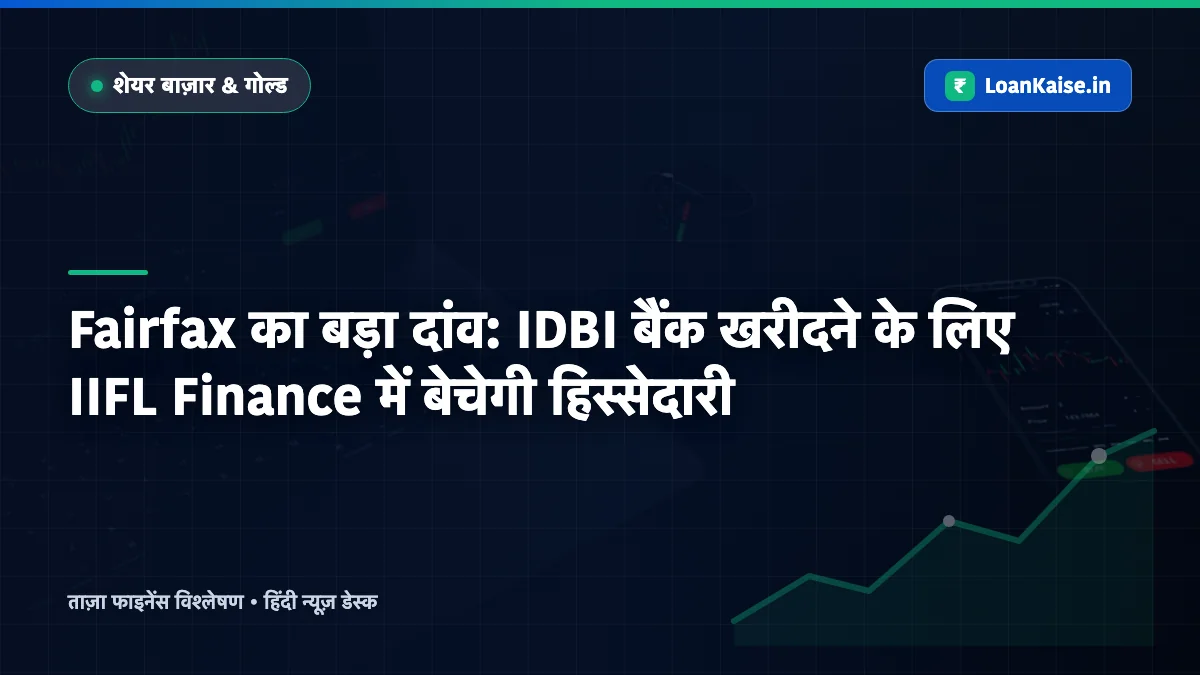 शेयर बाज़ार & गोल्ड
₹ LoanKaise.in
Fairfax का बड़ा दांव: IDBI बैंक खरीदने के लिए
IIFL Finance में बेचेगी हिस्सेदारी
ताज़ा फाइनेंस विश्लेषण • हिंदी न्यूज़ डेस्क